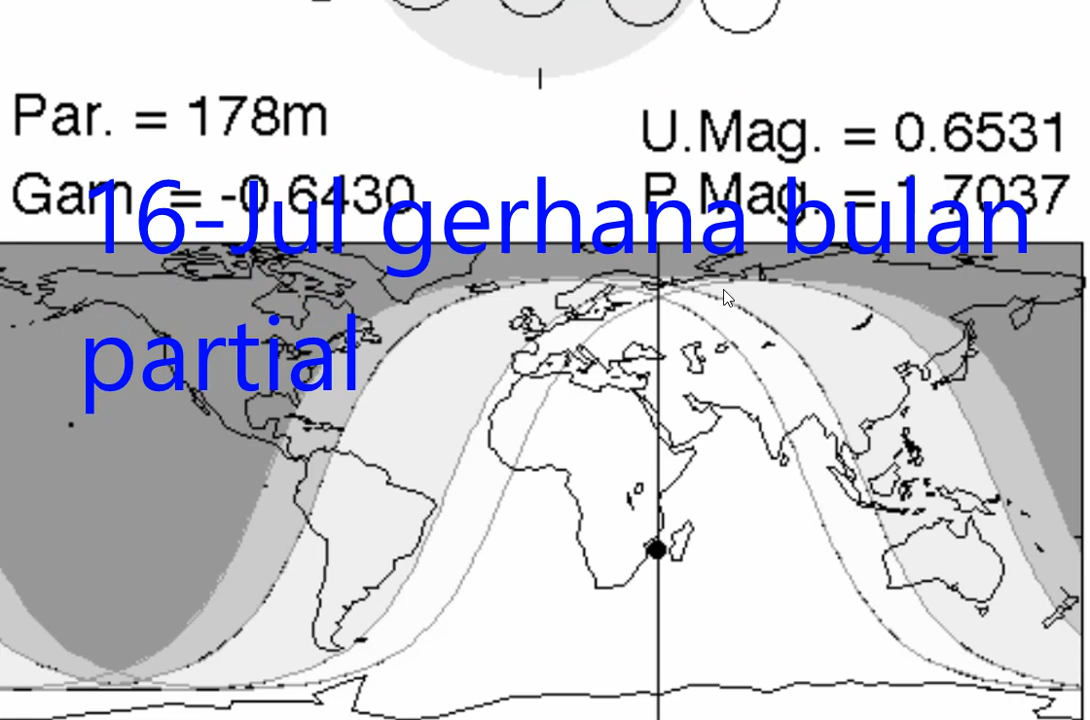 Par. = 178m
U.Mag. = 0.6531
Gam. = -0.6430
P.Mag. = 1.7037
16-Jul gerhana bulan
partial